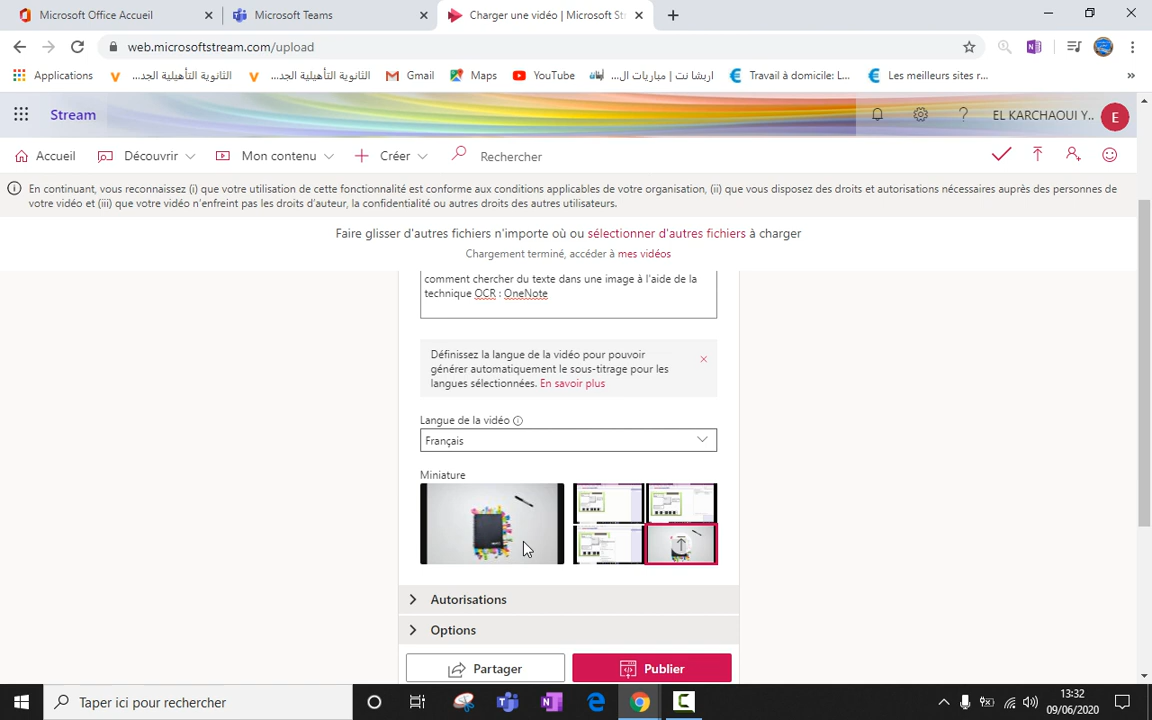 Microsoft Office Accueil
Microsoft Teams
Charger une vidéo | Microsoft Str
web.microsoftstream.com/upload
Applications
الثانوية التأهيلية الجد...
الثانوية التأهيلية الجد...
Gmail
Maps
YouTube
اربشا نت | مباريات ال...
Travail à domicile: L...
Les meilleurs sites r...
Stream
EL KARCHAOUI Y..
E
Accueil
Découvrir
Mon contenu
Créer
Rechercher
En continuant, vous reconnaissez (i) que votre utilisation de cette fonctionnalité est conforme aux conditions applicables de votre organisation, (ii) que vous disposez des droits et autorisations nécessaires auprès des personnes de
votre vidéo et (iii) que votre vidéo n'enfreint pas les droits d'auteur, la confidentialité ou autres droits des autres utilisateurs.
Faire glisser d'autres fichiers n'importe où ou sélectionner d'autres fichiers à charger
Chargement terminé, accéder à mes vidéos
comment chercher du texte dans une image à l'aide de la
technique OCR : OneNote
Définissez la langue de la vidéo pour pouvoir
générer automatiquement le sous-titrage pour les
langues sélectionnées. En savoir plus
Langue de la vidéo
Français
Miniature
Autorisations
Options
Partager
Publier
Taper ici pour rechercher
13:32
09/06/2020